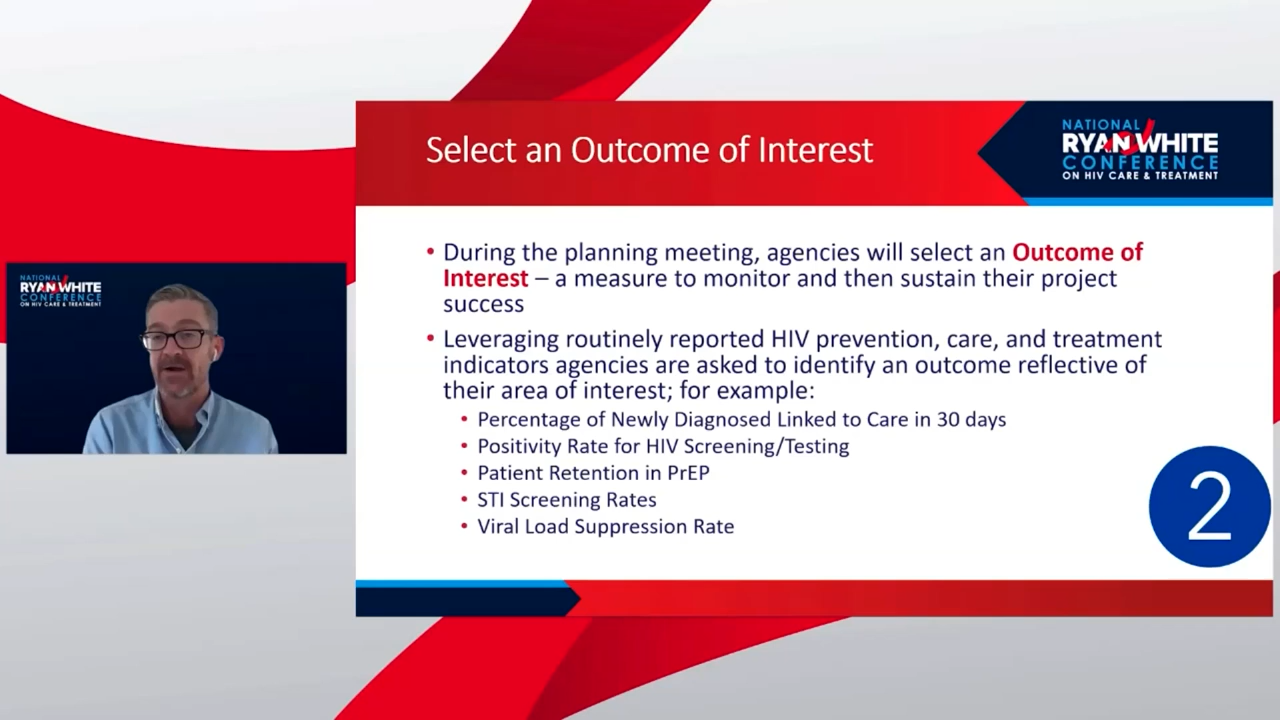 Select an Outcome of Interest
NATIONAL
RYAN WHITE
CONFERENCE
ON HIV CARE & TREATMENT
• During the planning meeting, agencies will select an Outcome of
Interest – a measure to monitor and then sustain their project
success
• Leveraging routinely reported HIV prevention, care, and treatment
indicators agencies are asked to identify an outcome reflective of
their area of interest; for example:
• Percentage of Newly Diagnosed Linked to Care in 30 days
• Positivity Rate for HIV Screening/Testing
• Patient Retention in PrEP
• STI Screening Rates
• Viral Load Suppression Rate
2
NATIONAL
RYAN WHITE
CONFERENCE
ON HIV CARE & TREATMENT